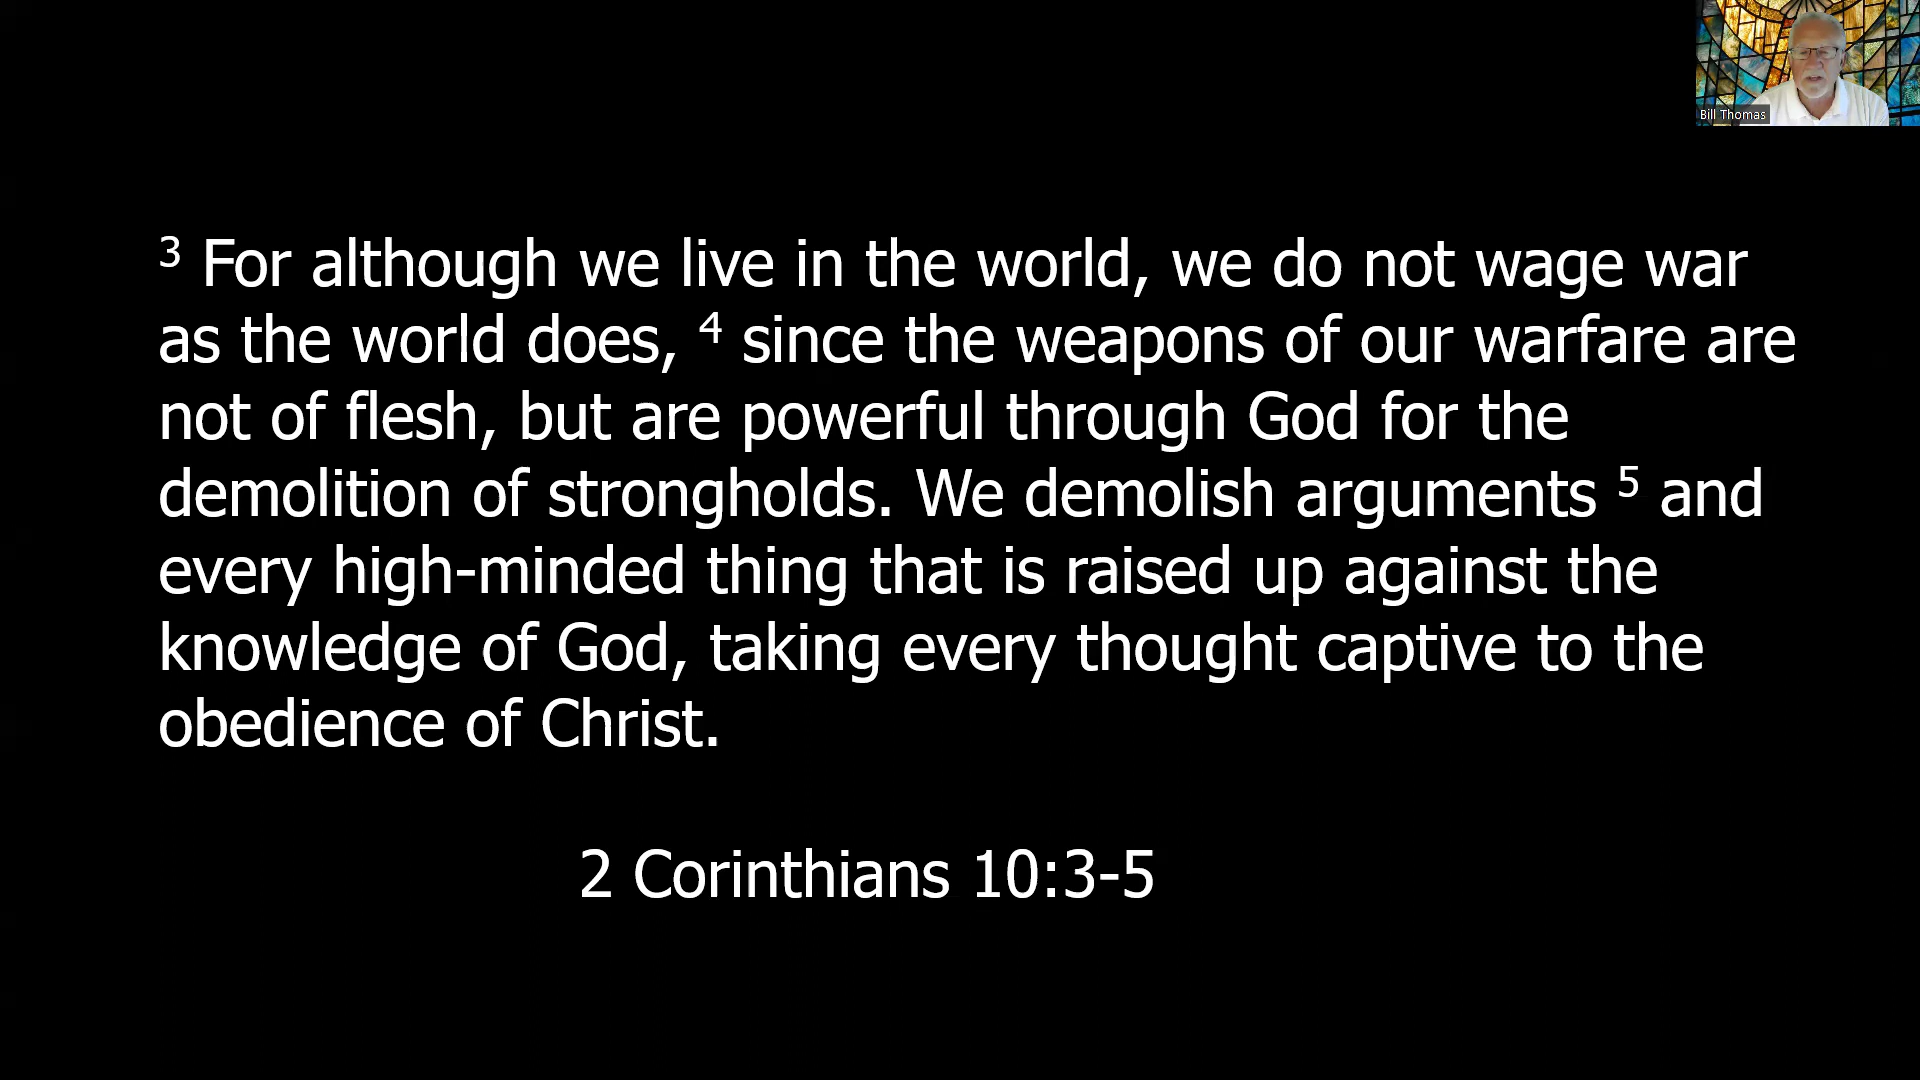 Bill Thomas
3 For although we live in the world, we do not wage war
as the world does, 4 since the weapons of our warfare are
not of flesh, but are powerful through God for the
demolition of strongholds. We demolish arguments 5 and
every high-minded thing that is raised up against the
knowledge of God, taking every thought captive to the
obedience of Christ.
2 Corinthians 10:3-5